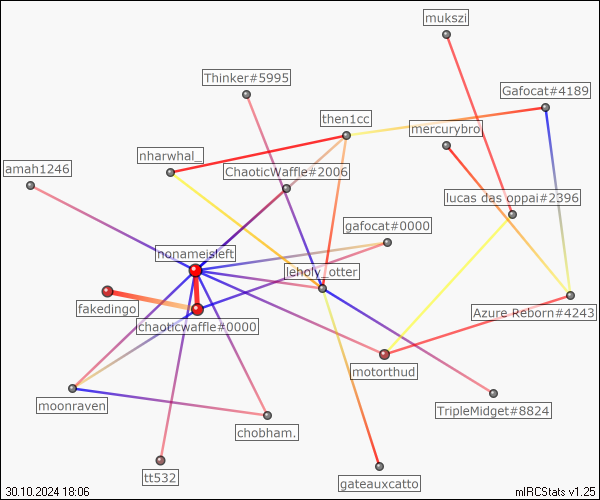 mukszi
Thinker#5995
Gafocat#4189
then1cc
mercurybro
nharwhal_
amah1246
ChaoticWaffle#2006
lucas das oppai#2396
gafocat#0000
nonameisleft
leholy_otter
fakedingo
Azure Reborn#4243
chaoticwaffle#0000
motorthud
moonraven
TripleMidget#8824
chobham.
tt532
gateauxcatto
30.10.2024 18:06
mIRCStats v1.25